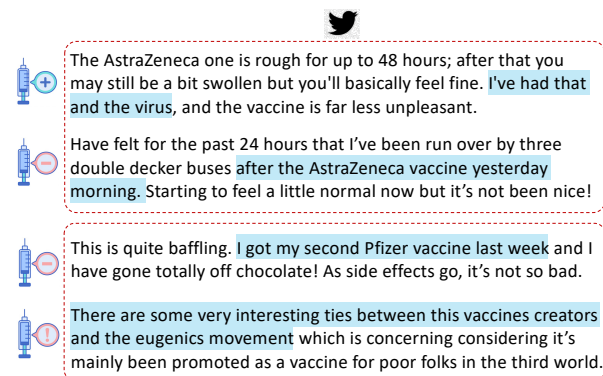 The AstraZeneca one is rough for up to 48 hours; after that you
may still be a bit swollen but you'll basically feel fine. I've had that
and the virus, and the vaccine is far less unpleasant.
Have felt for the past 24 hours that I've been run over by three
double decker buses after the AstraZeneca vaccine yesterday
morning. Starting to feel a little normal now but it's not been nice!
This is quite baffling. I got my second Pfizer vaccine last week and I
have gone totally off chocolate! As side effects go, it's not so bad.
There are some very interesting ties between this vaccines creators
and the eugenics movement which is concerning considering it's
mainly been promoted as a vaccine for poor folks in the third world.